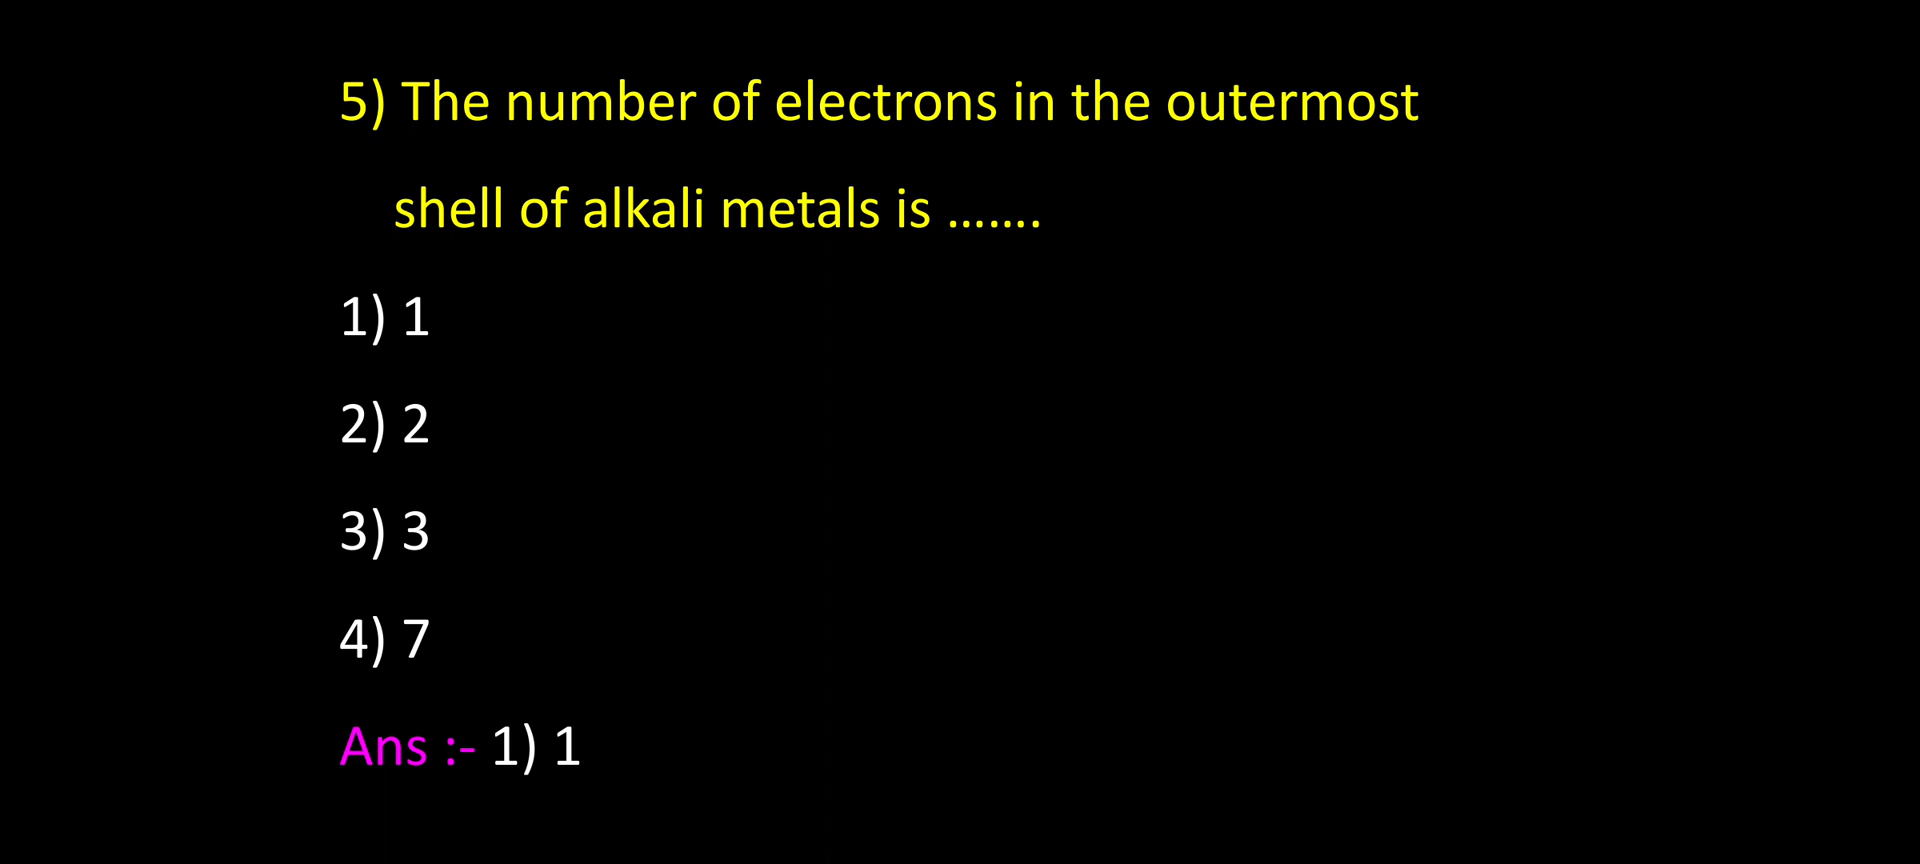 5) The number of electrons in the outermost
shell of alkali metals is .......
1) 1
2) 2
3) 3
4) 7
Ans :- 1) 1